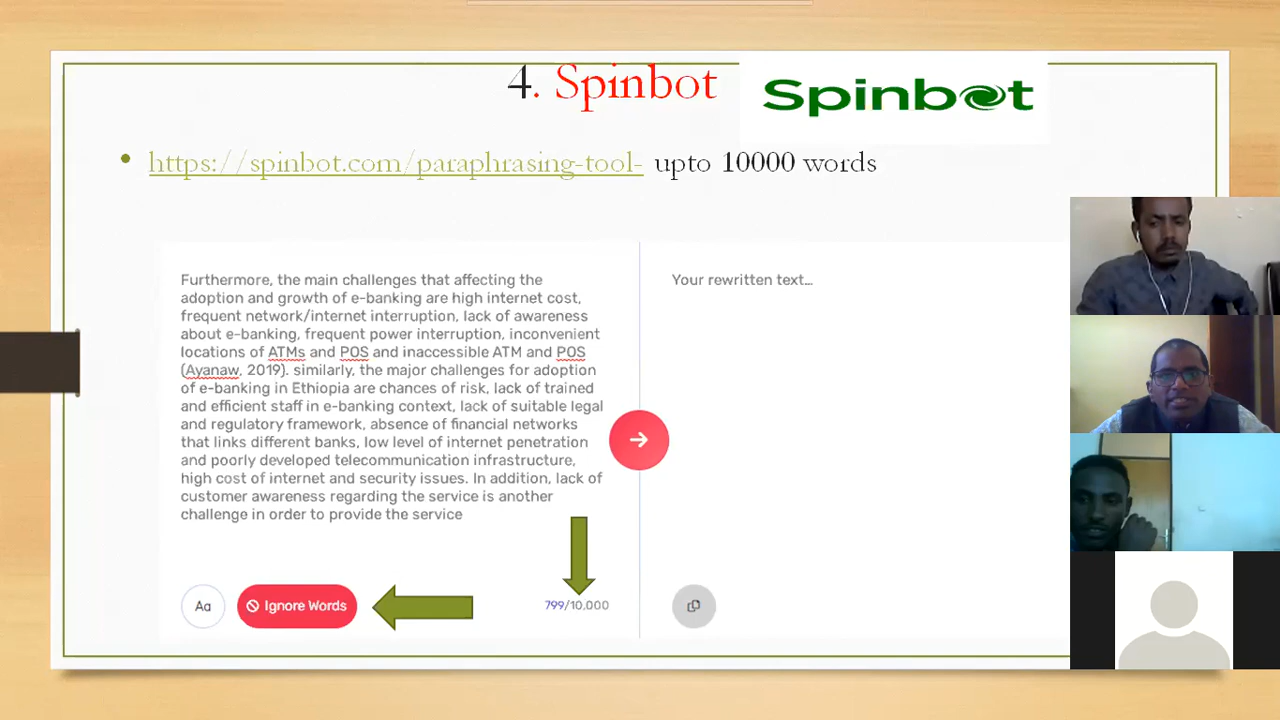 4. Spinbot
Spinbot
• https://spinbot.com/paraphrasing-tool- upto 10000 words
Furthermore, the main challenges that affecting the
adoption and growth of e-banking are high internet cost,
frequent network/internet interruption, lack of awareness
about e-banking, frequent power interruption, inconvenient
locations of ATMs and POS and inaccessible ATM and POS
(Ayanaw, 2019). similarly, the major challenges for adoption
of e-banking in Ethiopia are chances of risk, lack of trained
and efficient staff in e-banking context, lack of suitable legal
and regulatory framework, absence of financial networks
that links different banks, low level of internet penetration
and poorly developed telecommunication infrastructure,
high cost of internet and security issues. In addition, lack of
customer awareness regarding the service is another
challenge in order to provide the service
Aa
Ignore Words
799/10,000
Your rewritten text...